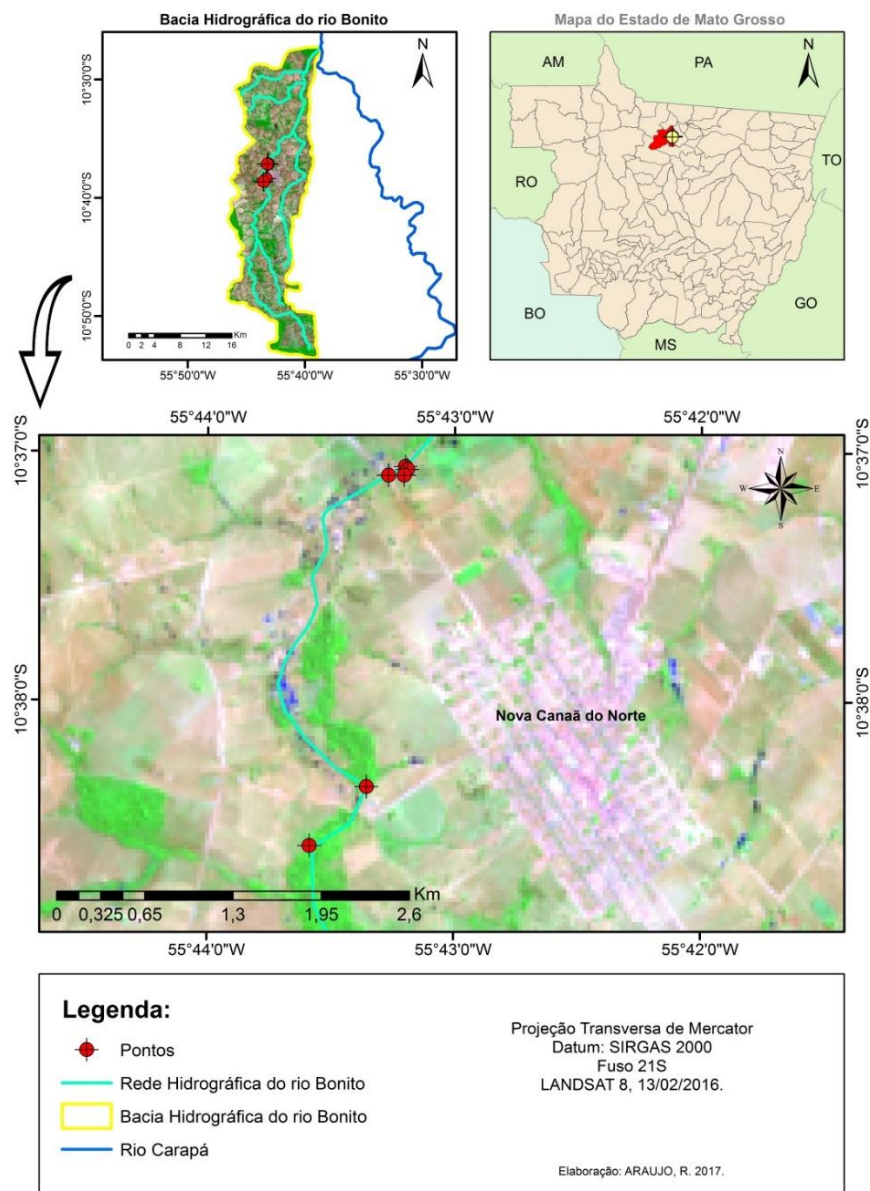 Bacia Hidrográfica do rio Bonito
N
10°30'0"S
10°40'0"S
10°50'0"S
Km
0 2 4 8 12 16
55°50'0"W 55°40'0"W 55°30'0"W
Mapa do Estado de Mato Grosso
N
AM
PA
TO
RO
BO
GO
MS
55°44'0"W 55°43'0"W 55°42'0"W
10°37'0"S
10°37'0"S
N
W E
S
10°38'0"S
10°38'0"S
Nova Canaã do Norte
Km
0 0,325 0,65 1,3 1,95 2,6
55°44'0"W 55°43'0"W 55°42'0"W
Legenda:
Pontos
Rede Hidrográfica do rio Bonito
Bacia Hidrográfica do rio Bonito
Rio Carapá
Projeção Transversa de Mercator
Datum: SIRGAS 2000
Fuso 21S
LANDSAT 8, 13/02/2016.
Elaboração: ARAUJO, R. 2017.